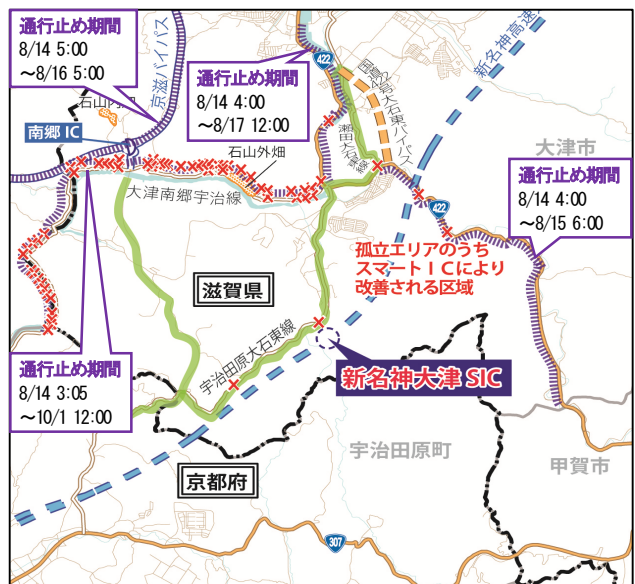 通行止め期間
8/14 5:00
～8/16 5:00
京滋バイパス
石山内畑
南郷 IC
通行止め期間
8/14 4:00
～8/17 12:00
422
国道422号大石東バイパス
瀬田大石東線
新名神高速
大津市
石山外畑
大津南郷宇治線
422
通行止め期間
8/14 4:00
～8/15 6:00
孤立エリアのうち
スマートＩＣにより
改善される区域
滋賀県
宇治田原大石東線
新名神大津 SIC
通行止め期間
8/14 3:05
～10/1 12:00
宇治田原町
甲賀市
京都府
307